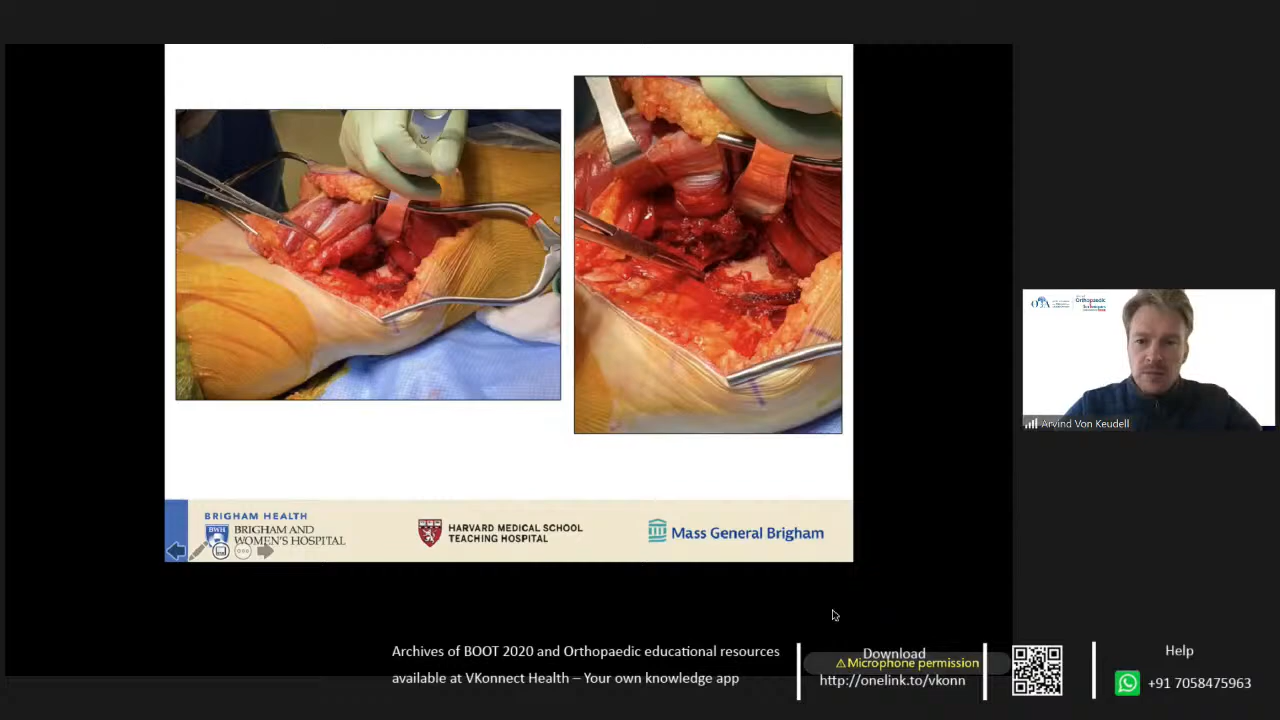 BRIGHAM HEALTH
BWH
BRIGHAM AND
WOMEN'S HOSPITAL
HARVARD MEDICAL SCHOOL
TEACHING HOSPITAL
Mass General Brigham
Orthopaedic
Arvind Von Keudell
Archives of BOOT 2020 and Orthopaedic educational resources
available at VKonnect Health – Your own knowledge app
Download
⚠Microphone permission
http://onelink.to/vkonn
Help
+91 7058475963